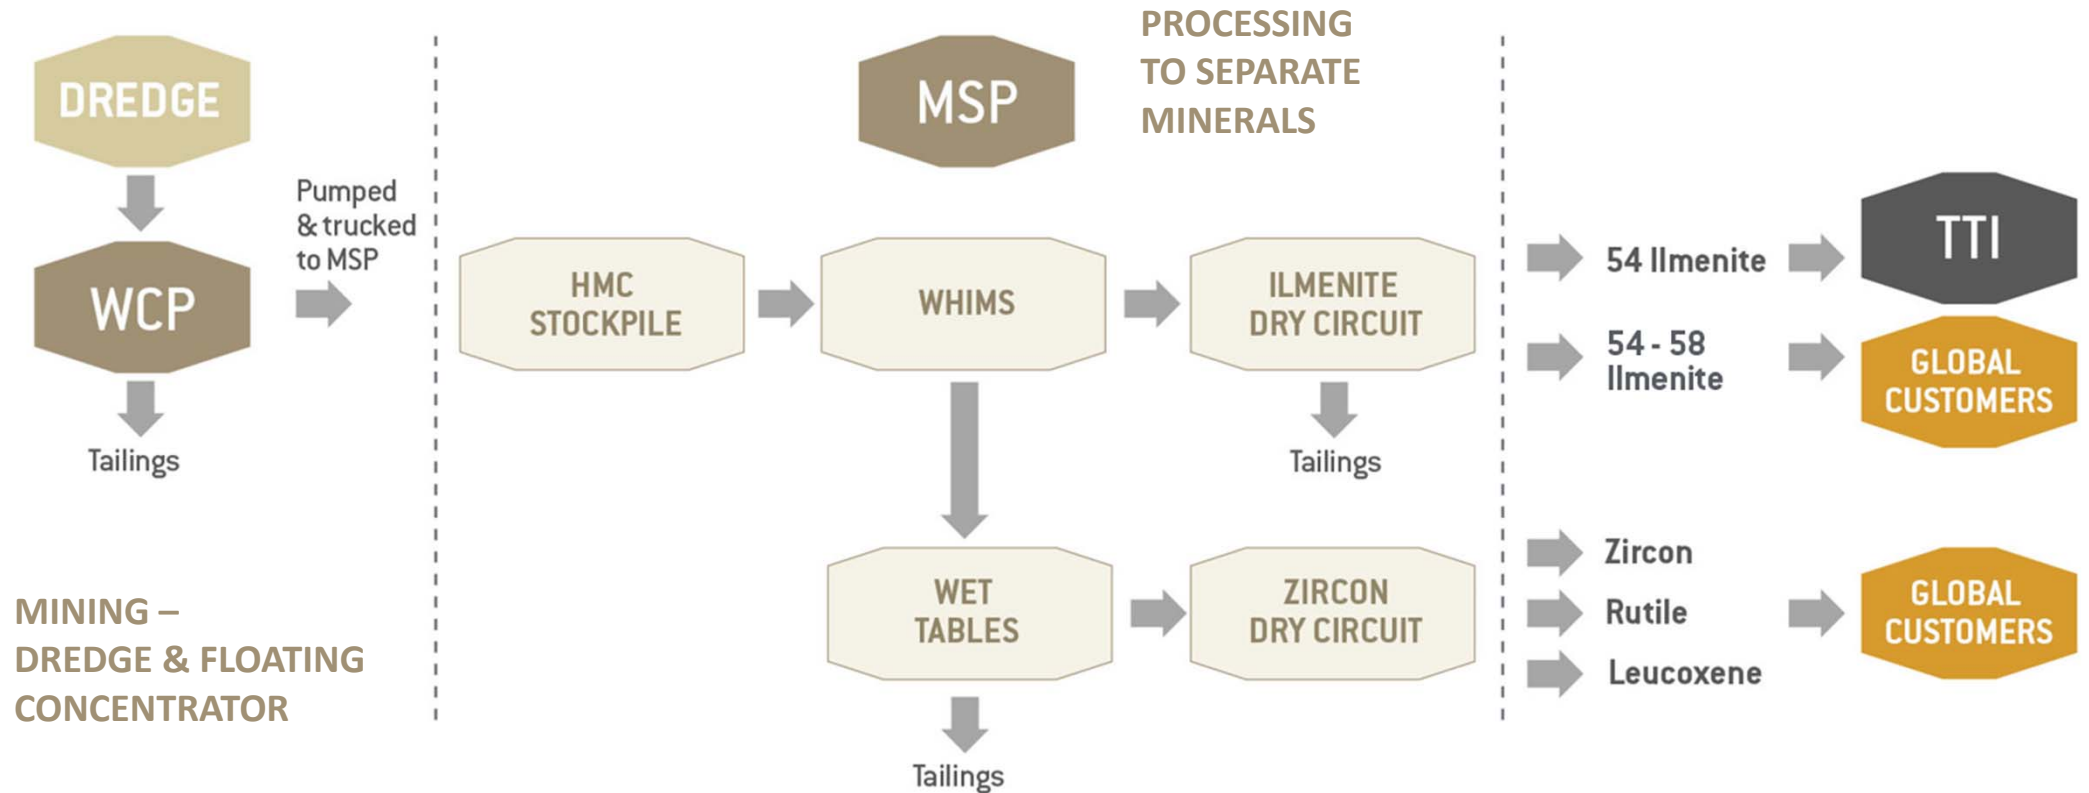 DREDGE
WCP
Tailings
Pumped
& trucked
to MSP
MINING –
DREDGE & FLOATING
CONCENTRATOR
MSP
PROCESSING
TO SEPARATE
MINERALS
HMC
STOCKPILE
WHIMS
ILMENITE
DRY CIRCUIT
Tailings
WET
TABLES
ZIRCON
DRY CIRCUIT
Tailings
54 Ilmenite
TTI
54 - 58
Ilmenite
GLOBAL
CUSTOMERS
Zircon
Rutile
Leucoxene
GLOBAL
CUSTOMERS